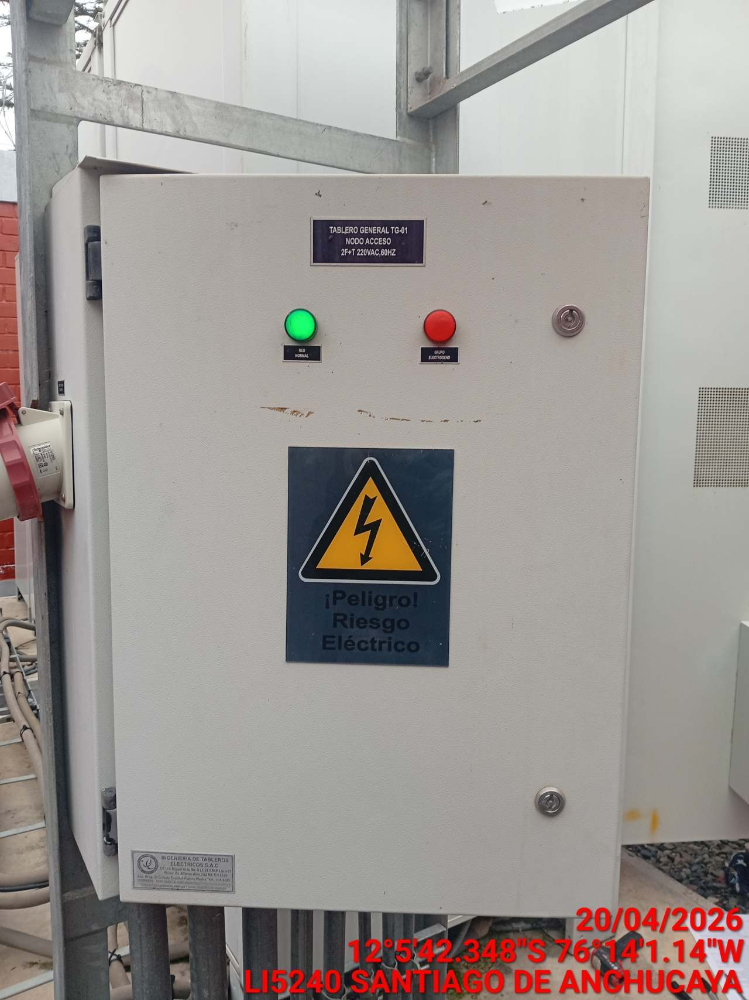 TABLERO GENERAL TG-01
NODO ACCESO
2F+T 220VAC,60HZ
RED
NORMAL
GRUPO
ELECTROGENO
Schneider
¡Peligro!
Riesgo
Eléctrico
INGENIERIA DE TABLEROS
ELECTRICOS S.A.C
20/04/2026
12°5'42.348"S 76°14'1.14"W
LI5240 SANTIAGO DE ANCHUCAYA